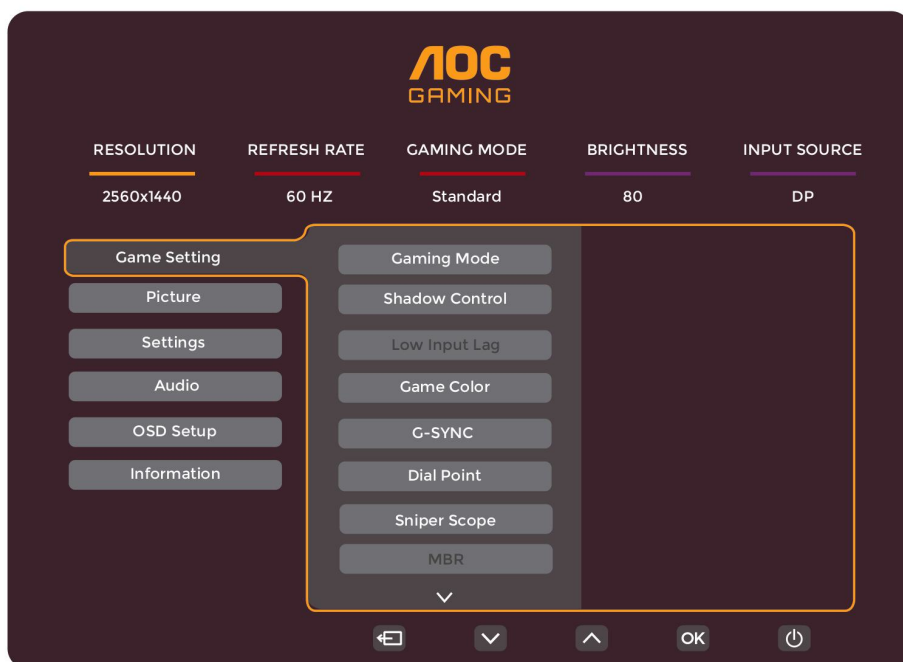 AOC
GAMING
RESOLUTION REFRESH RATE GAMING MODE BRIGHTNESS INPUT SOURCE
2560x1440 60 HZ Standard 80 DP
Game Setting
Picture
Settings
Audio
OSD Setup
Information
Gaming Mode
Shadow Control
Low Input Lag
Game Color
G-SYNC
Dial Point
Sniper Scope
MBR
OK